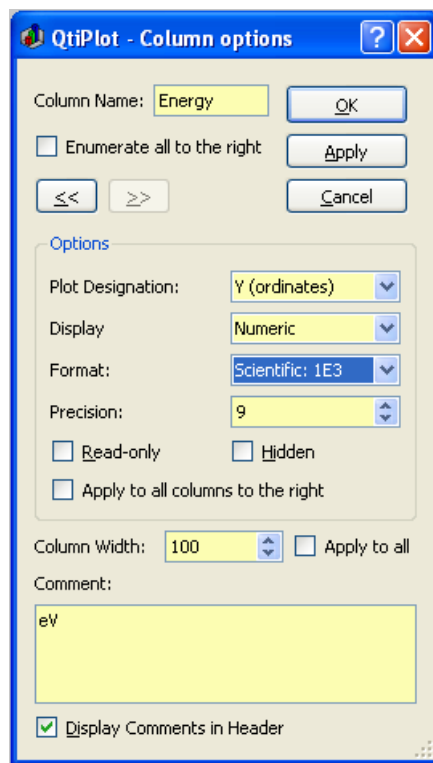 QtiPlot - Column options
Column Name: Energy OK
Enumerate all to the right Apply
<< >> Cancel
Options
Plot Designation: Y (ordinates)
Display Numeric
Format: Scientific: 1E3
Precision: 9
Read-only Hidden
Apply to all columns to the right
Column Width: 100 Apply to all
Comment:
eV
Display Comments in Header